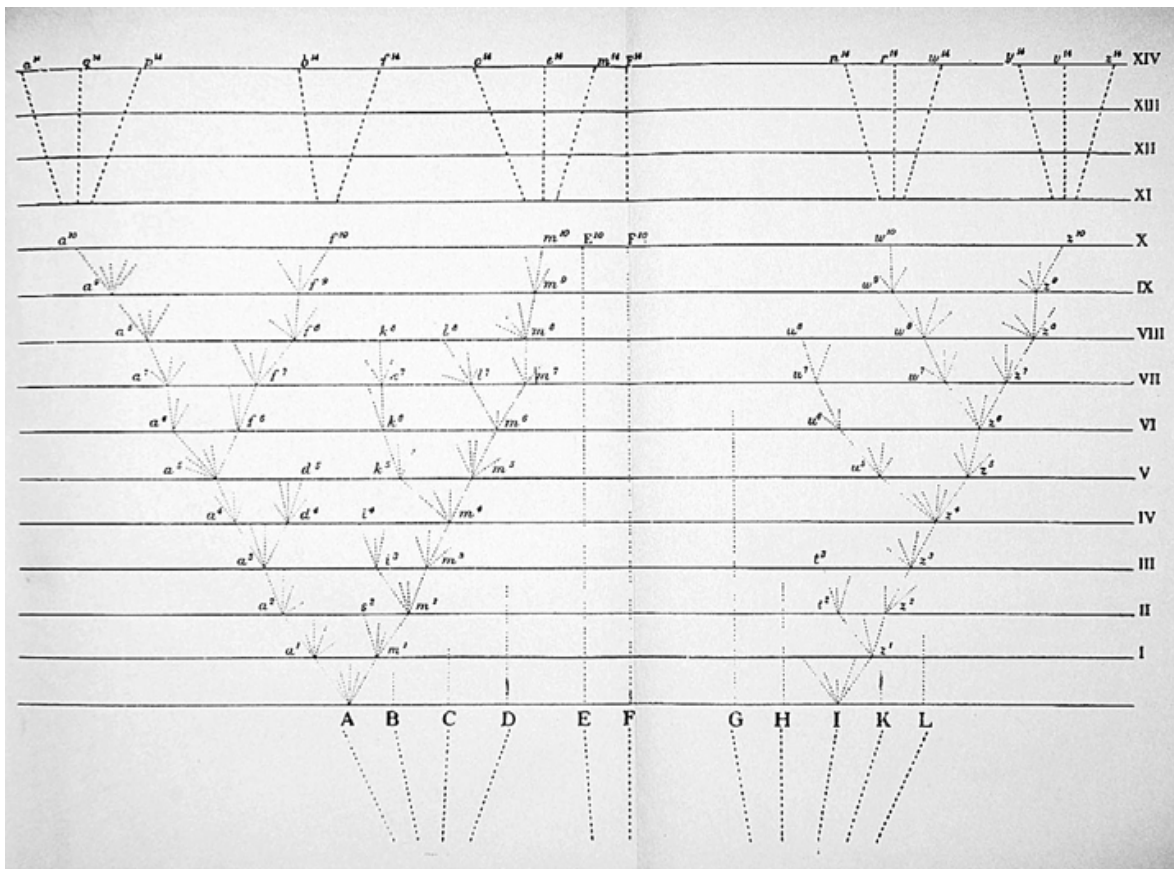 a¹⁴ q¹⁴ p¹⁴ b¹⁴ f¹⁴ o¹⁴ e¹⁴ m¹⁴ F¹⁴ n¹⁴ r¹⁴ w¹⁴ y¹⁴ v¹⁴ z¹⁴ XIV
XIII
XII
XI
a¹⁰ f¹⁰ m¹⁰ E¹⁰ F¹⁰ w¹⁰ z¹⁰ X
a⁹ f⁹ m⁹ w⁹ z⁹ IX
a⁸ f⁸ k⁸ l⁸ m⁸ u⁸ w⁸ z⁸ VIII
a⁷ f⁷ k⁷ l⁷ m⁷ u⁷ w⁷ z⁷ VII
a⁶ f⁶ k⁶ m⁶ u⁶ z⁶ VI
a⁵ d⁵ k⁵ m⁵ u⁵ z⁵ V
a⁴ d⁴ i⁴ m⁴ z⁴ IV
a³ i³ m³ t³ z³ III
a² s² m² t² z² II
a¹ m¹ z¹ I
A B C D E F G H I K L